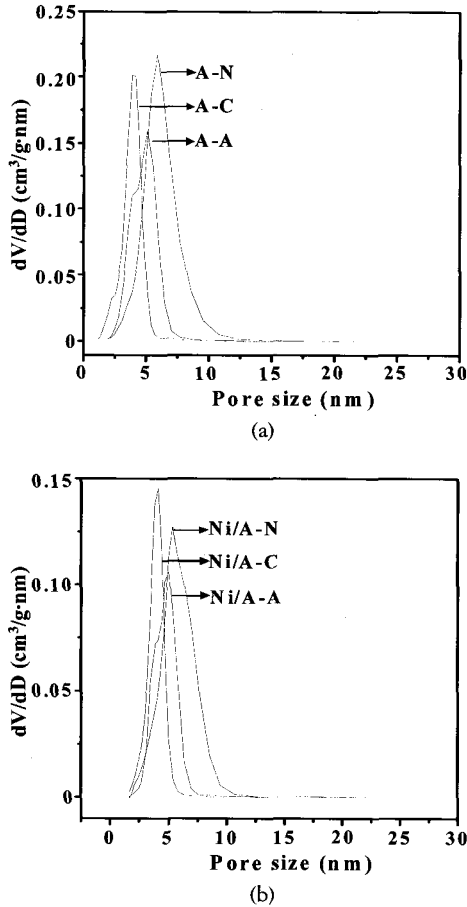 0.25
0.20
0.15
0.10
0.05
0
dV/dD (cm³/g·nm)
A-N
A-C
A-A
0 5 10 15 20 25 30
Pore size (nm)
(a)
0.15
0.10
0.05
0
dV/dD (cm³/g·nm)
Ni/A-N
Ni/A-C
Ni/A-A
0 5 10 15 20 25 30
Pore size (nm)
(b)